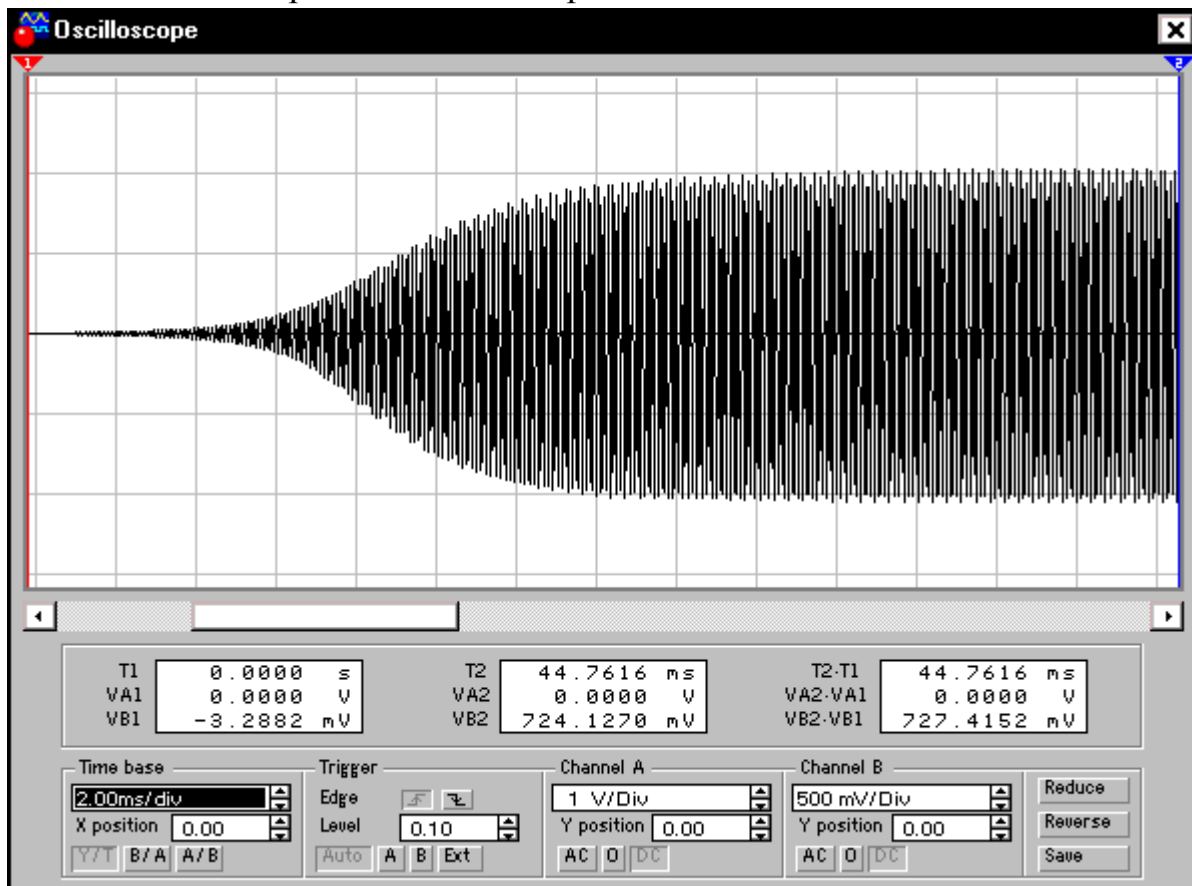 Oscilloscope
1 2
T1 0.0000 s T2 44.7616 ms T2-T1 44.7616 ms
VA1 0.0000 V VA2 0.0000 V VA2-VA1 0.0000 V
VB1 -3.2882 mV VB2 724.1270 mV VB2-VB1 727.4152 mV
Time base Trigger Channel A Channel B
2.00ms/div Edge 1 V/Div 500 mV/Div Reduce
X position 0.00 Level 0.10 Y position 0.00 Y position 0.00 Reverse
Y/T B/A A/B Auto A B Ext AC 0 DC AC 0 DC Save